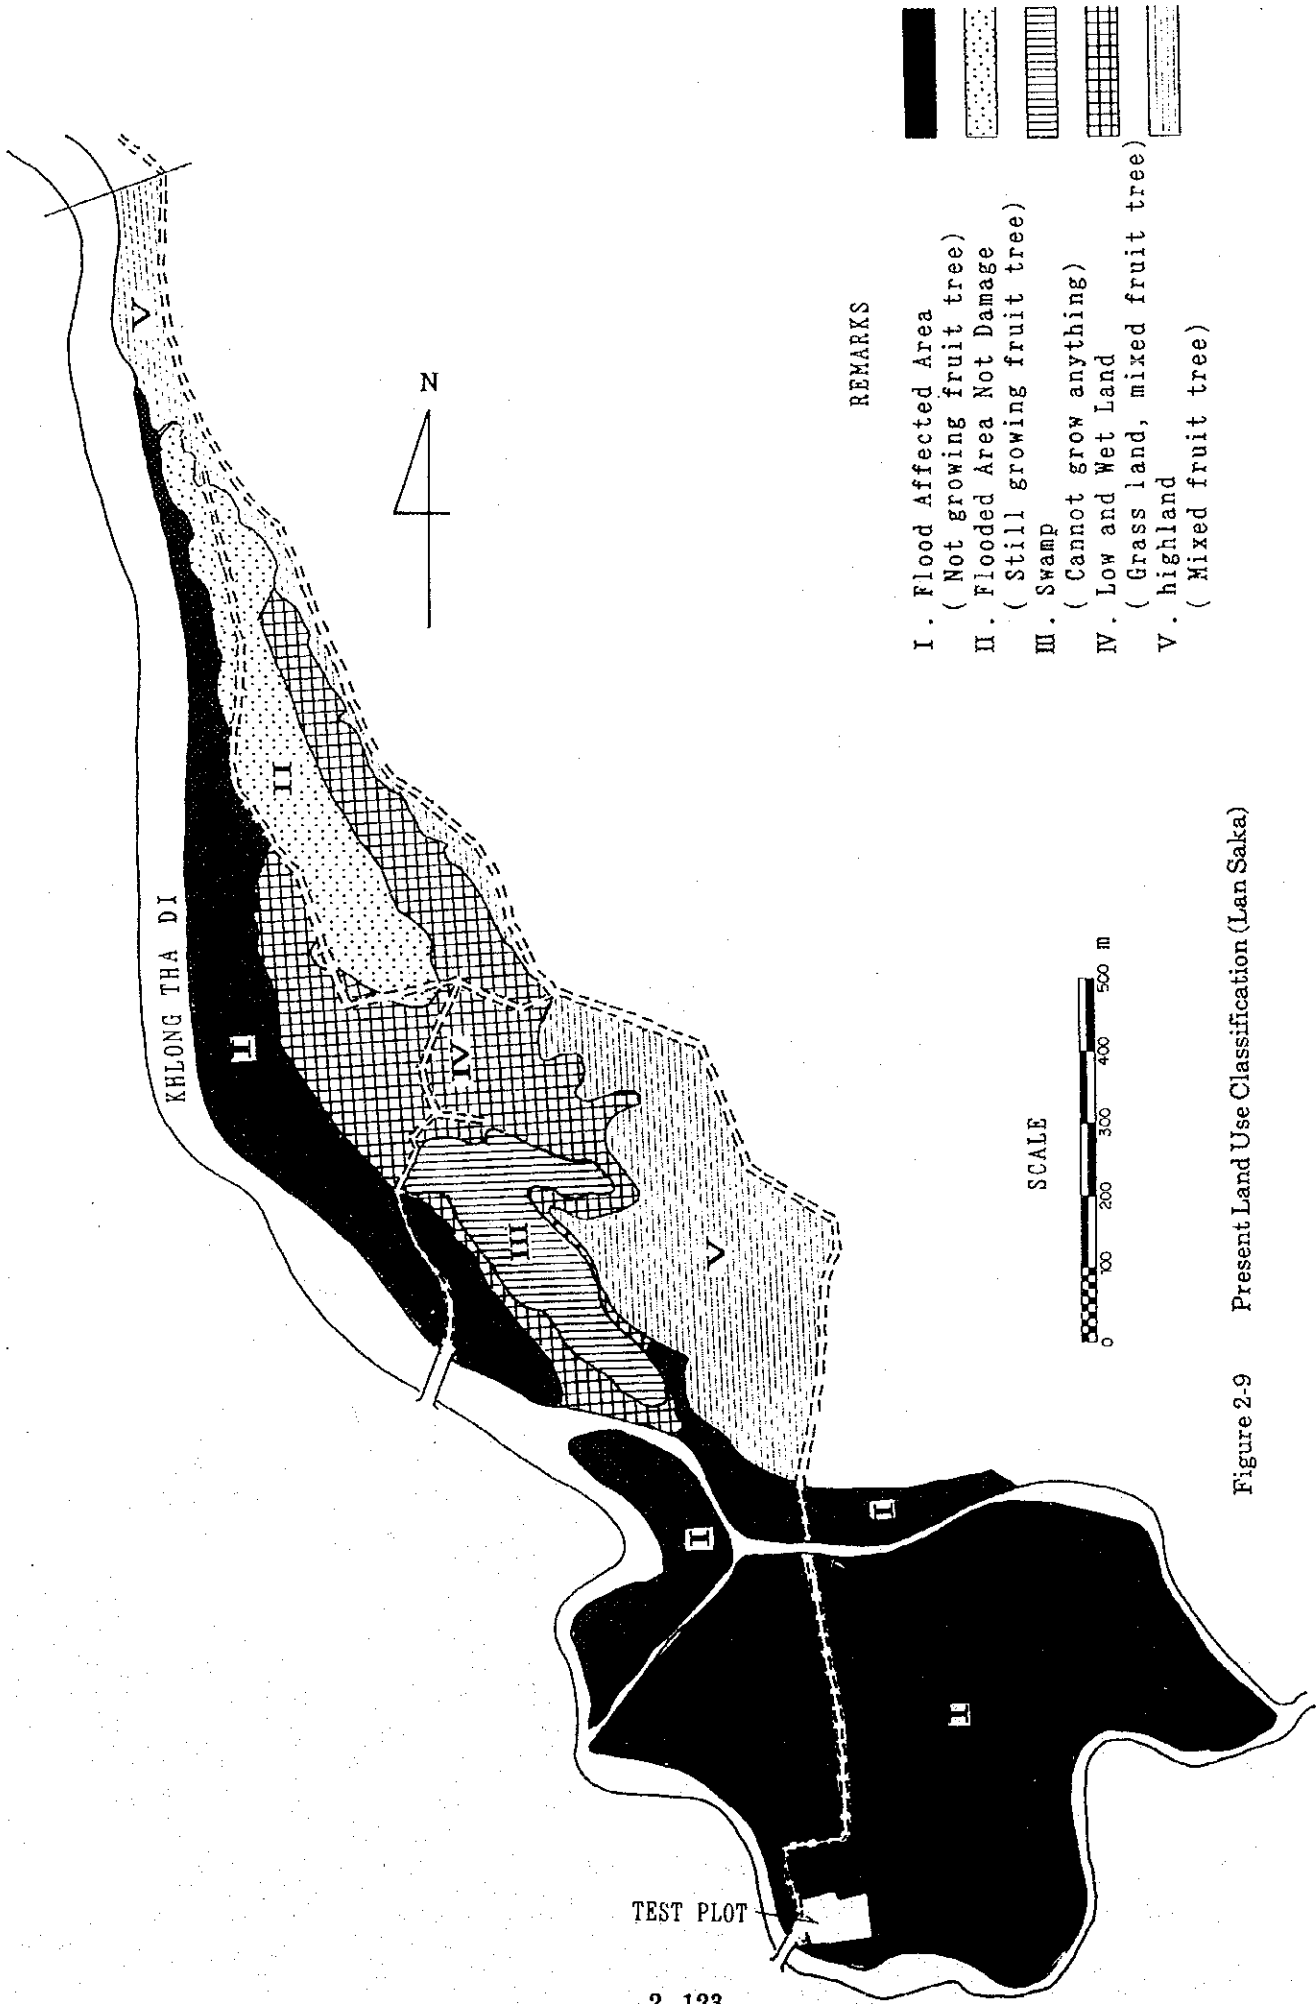 KHLONG THA DI
I
II
III
IV
V
V
I
I
I
TEST PLOT
N
REMARKS
I. Flood Affected Area
( Not growing fruit tree)
II. Flooded Area Not Damage
( Still growing fruit tree)
III. Swamp
( Cannot grow anything)
IV. Low and Wet Land
( Grass land, mixed fruit tree)
V. highland
( Mixed fruit tree)
SCALE
0 100 200 300 400 500 m
Figure 2-9 Present Land Use Classification (Lan Saka)
2-123